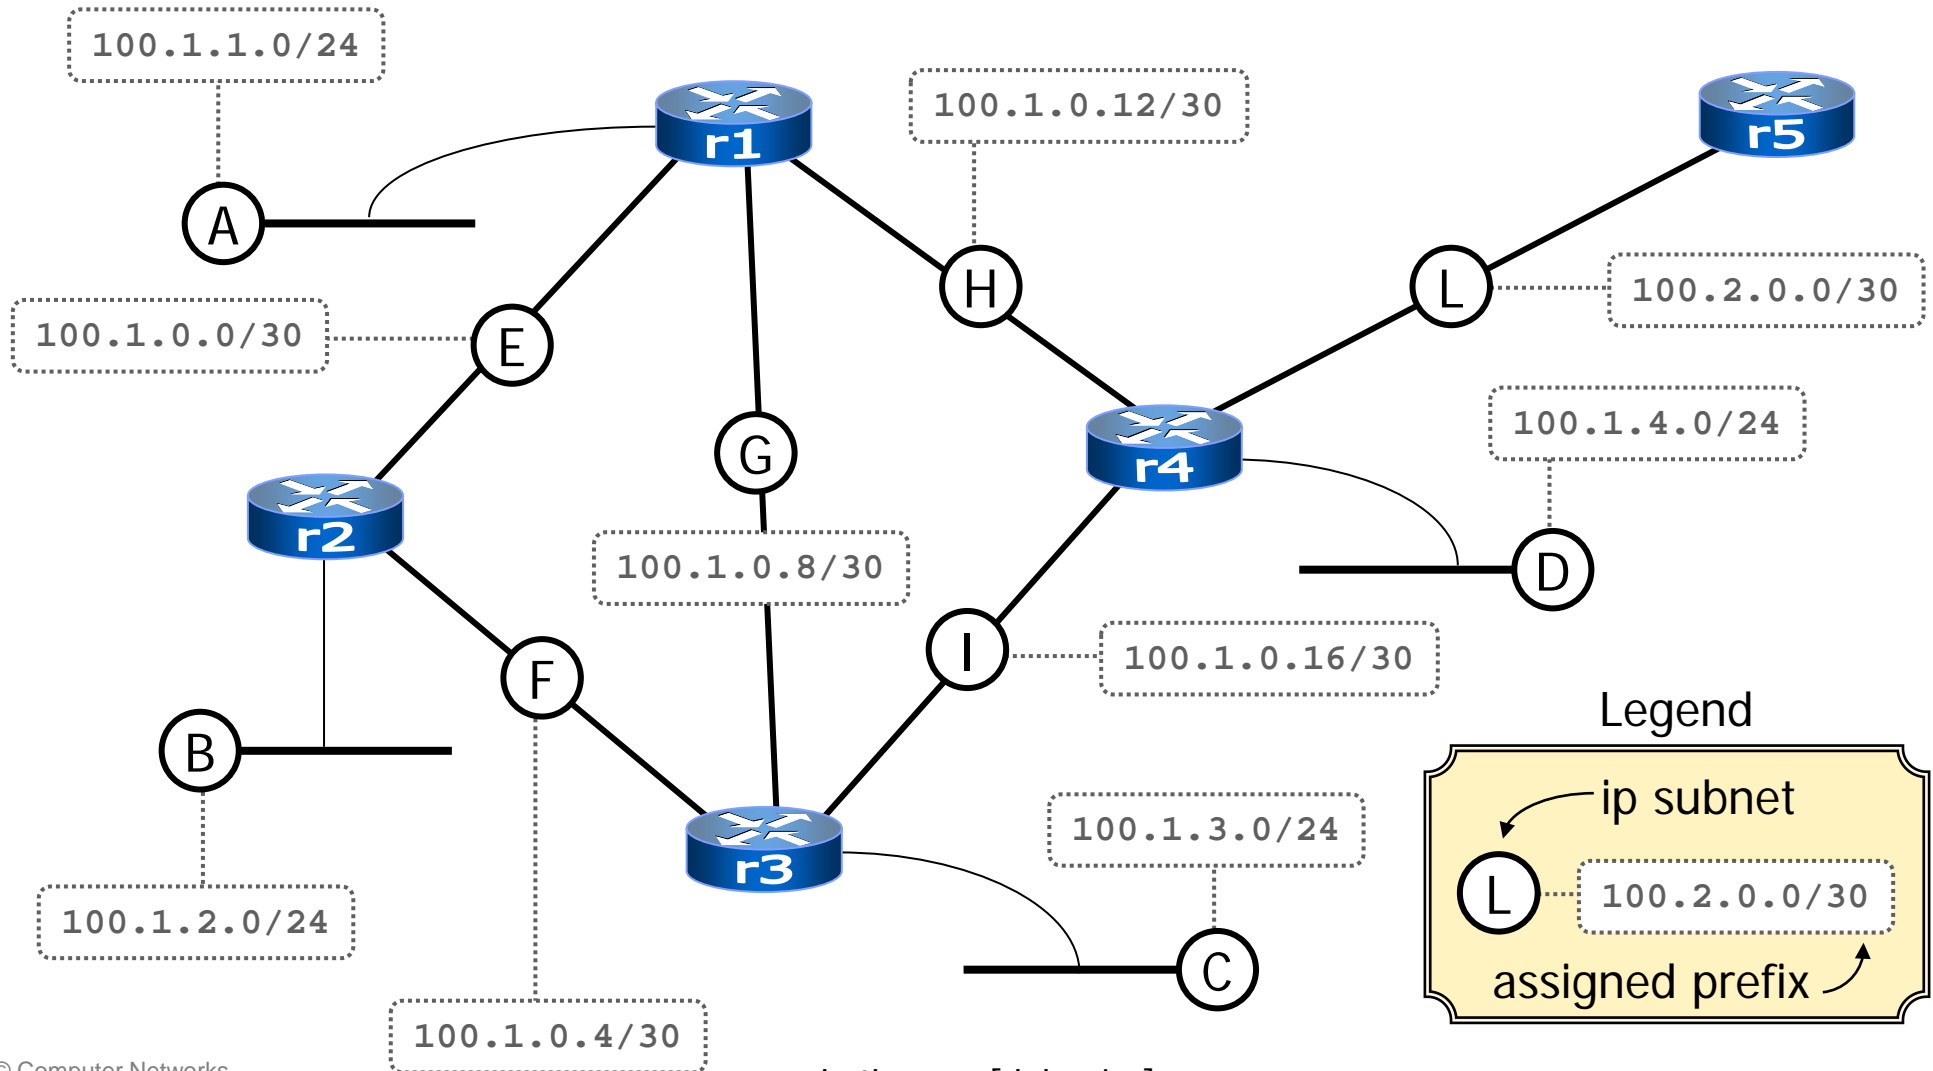 100.1.1.0/24
r1
100.1.0.12/30
r5
A
H
L
100.2.0.0/30
100.1.0.0/30
E
G
r4
100.1.4.0/24
r2
100.1.0.8/30
D
F
I
100.1.0.16/30
B
Legend
ip subnet
100.1.3.0/24
r3
L
100.2.0.0/30
100.1.2.0/24
C
assigned prefix
100.1.0.4/30
© Computer Networks